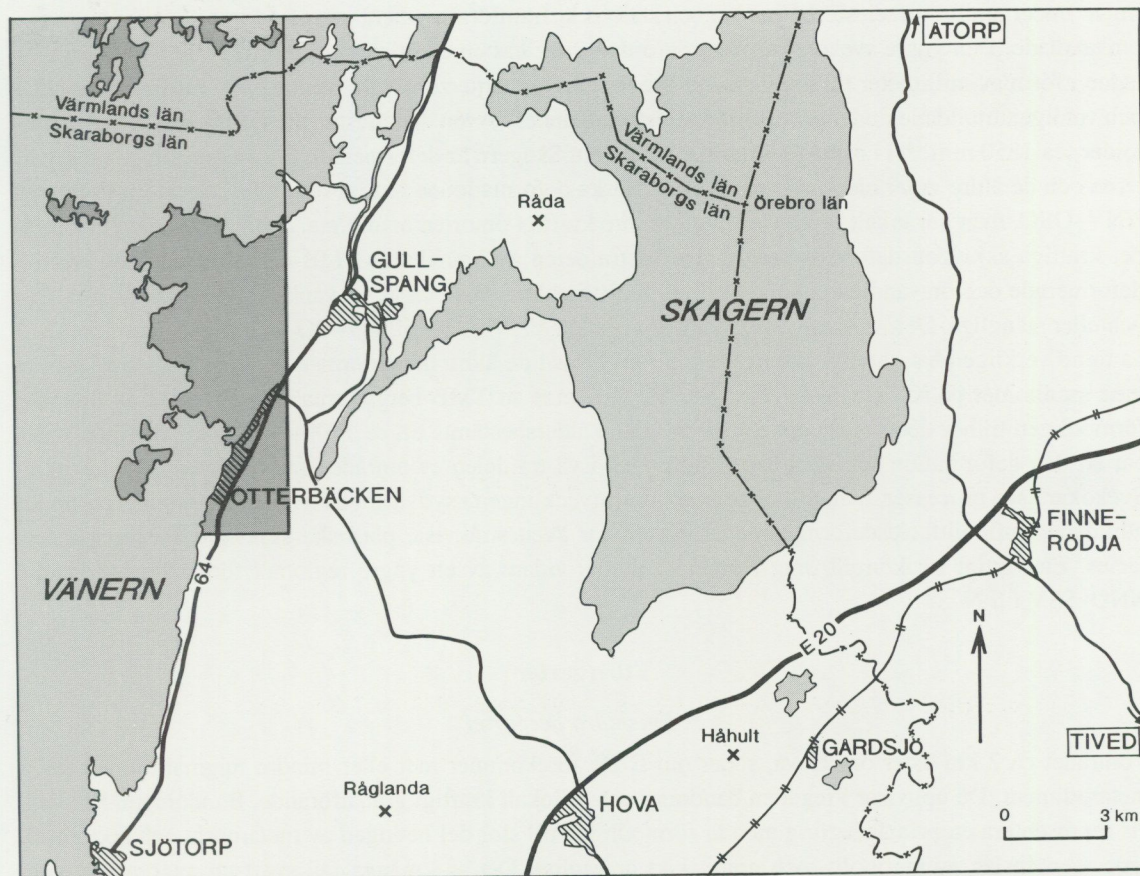 ÅTORP
Värmlands län
Skaraborgs län
Värmlands län
Skaraborgs län
Örebro län
Råda
GULL-
SPÅNG
SKAGERN
OTTERBÄCKEN
FINNE-
RÖDJA
VÄNERN
64
N
E 20
TIVED
Håhult
GÅRDSJÖ
Råglanda
HOVA
0 3 km
SJÖTORP